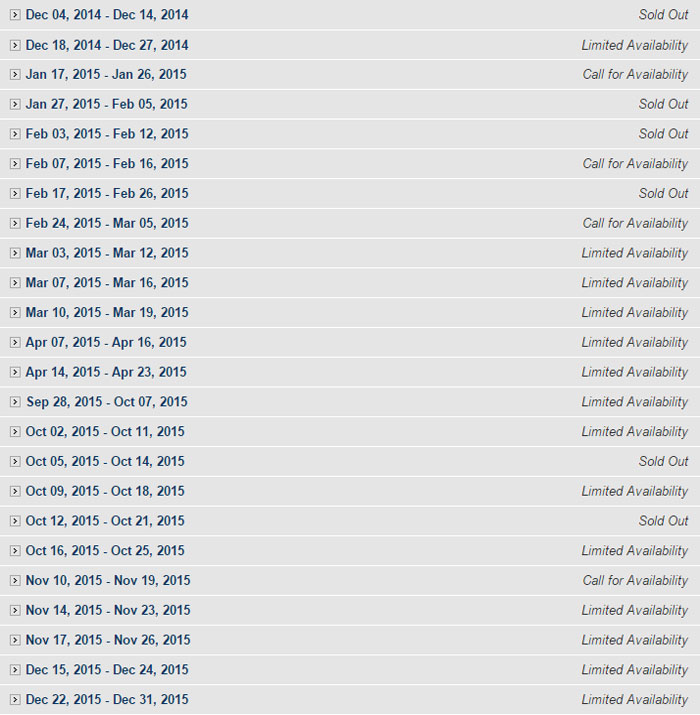 Dec 04, 2014 - Dec 14, 2014 Sold Out
Dec 18, 2014 - Dec 27, 2014 Limited Availability
Jan 17, 2015 - Jan 26, 2015 Call for Availability
Jan 27, 2015 - Feb 05, 2015 Sold Out
Feb 03, 2015 - Feb 12, 2015 Sold Out
Feb 07, 2015 - Feb 16, 2015 Call for Availability
Feb 17, 2015 - Feb 26, 2015 Sold Out
Feb 24, 2015 - Mar 05, 2015 Call for Availability
Mar 03, 2015 - Mar 12, 2015 Limited Availability
Mar 07, 2015 - Mar 16, 2015 Limited Availability
Mar 10, 2015 - Mar 19, 2015 Limited Availability
Apr 07, 2015 - Apr 16, 2015 Limited Availability
Apr 14, 2015 - Apr 23, 2015 Limited Availability
Sep 28, 2015 - Oct 07, 2015 Limited Availability
Oct 02, 2015 - Oct 11, 2015 Limited Availability
Oct 05, 2015 - Oct 14, 2015 Sold Out
Oct 09, 2015 - Oct 18, 2015 Limited Availability
Oct 12, 2015 - Oct 21, 2015 Sold Out
Oct 16, 2015 - Oct 25, 2015 Limited Availability
Nov 10, 2015 - Nov 19, 2015 Call for Availability
Nov 14, 2015 - Nov 23, 2015 Limited Availability
Nov 17, 2015 - Nov 26, 2015 Limited Availability
Dec 15, 2015 - Dec 24, 2015 Limited Availability
Dec 22, 2015 - Dec 31, 2015 Limited Availability